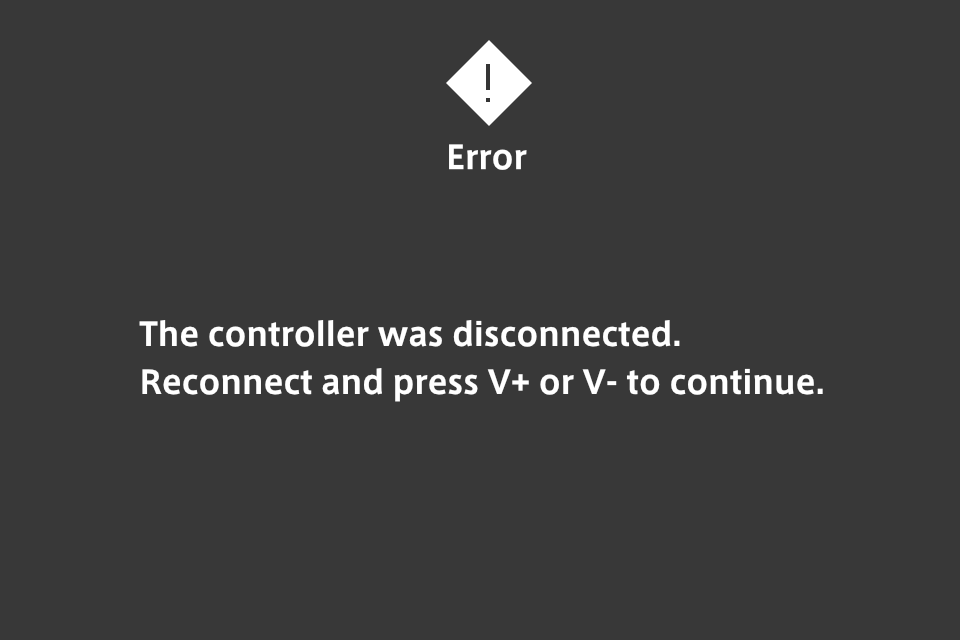 !
Error
The controller was disconnected.
Reconnect and press V+ or V- to continue.